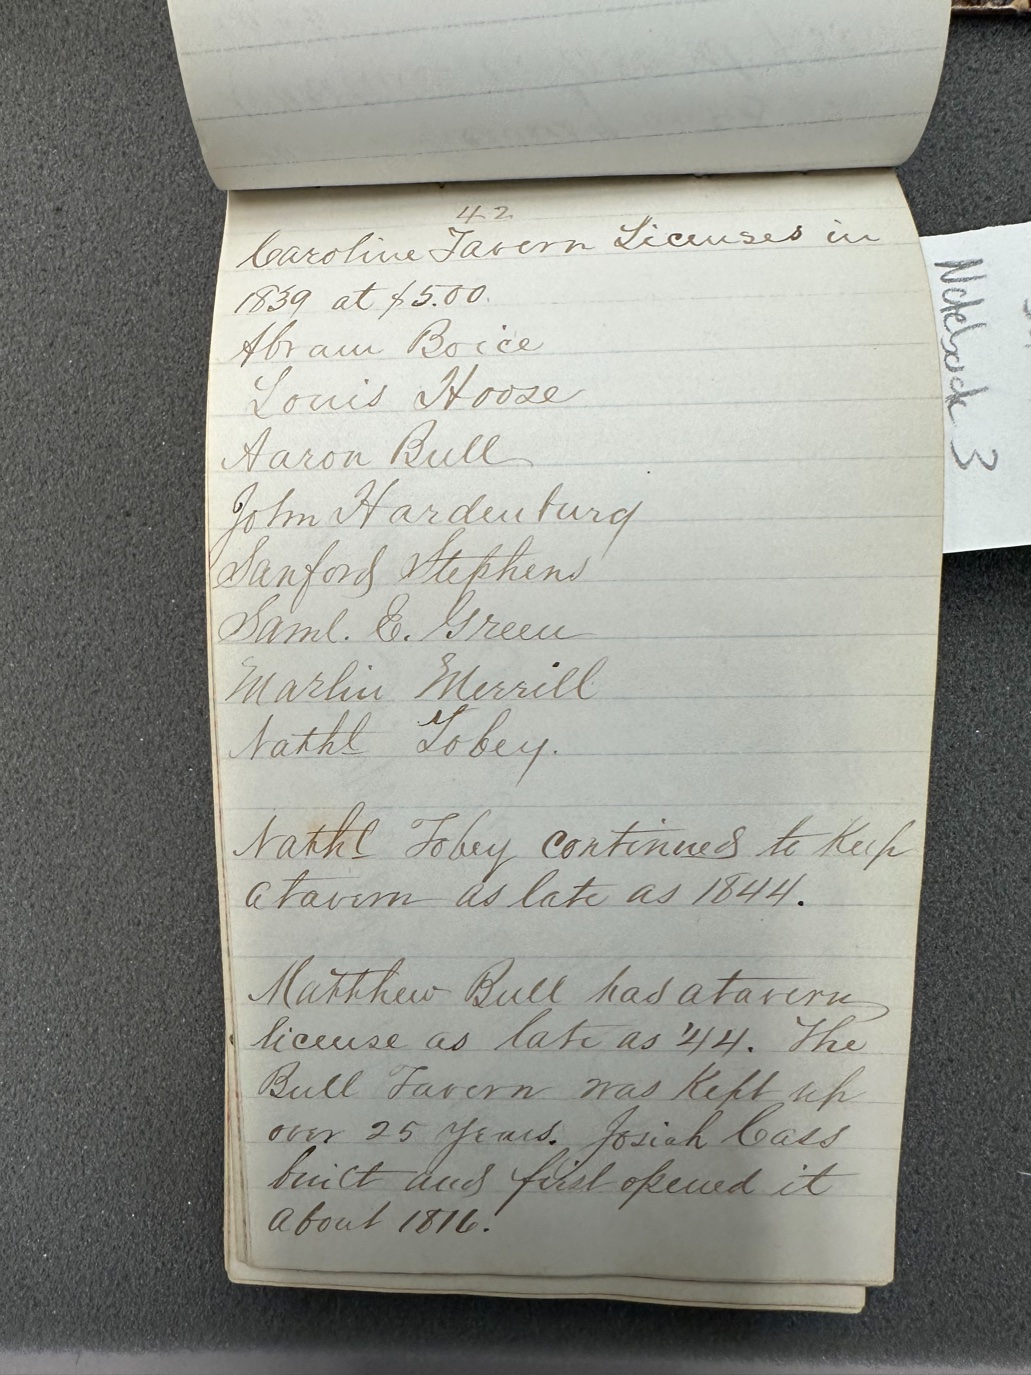 42
Caroline Tavern Licenses in
1839 at $5.00.
Abram Boice
Louis Hoose
Aaron Bull
John Hardenburg
Sanford Stephens
Saml. E. Green
Marlin Merrill
Nathl Tobey.
Nathl Tobey continued to Keep
a tavern as late as 1844.
Matthew Bull had a tavern
license as late as '44. The
Bull Tavern was Kept up
over 25 years. Josiah Cass
built and first opened it
about 1816.
Notebook 3